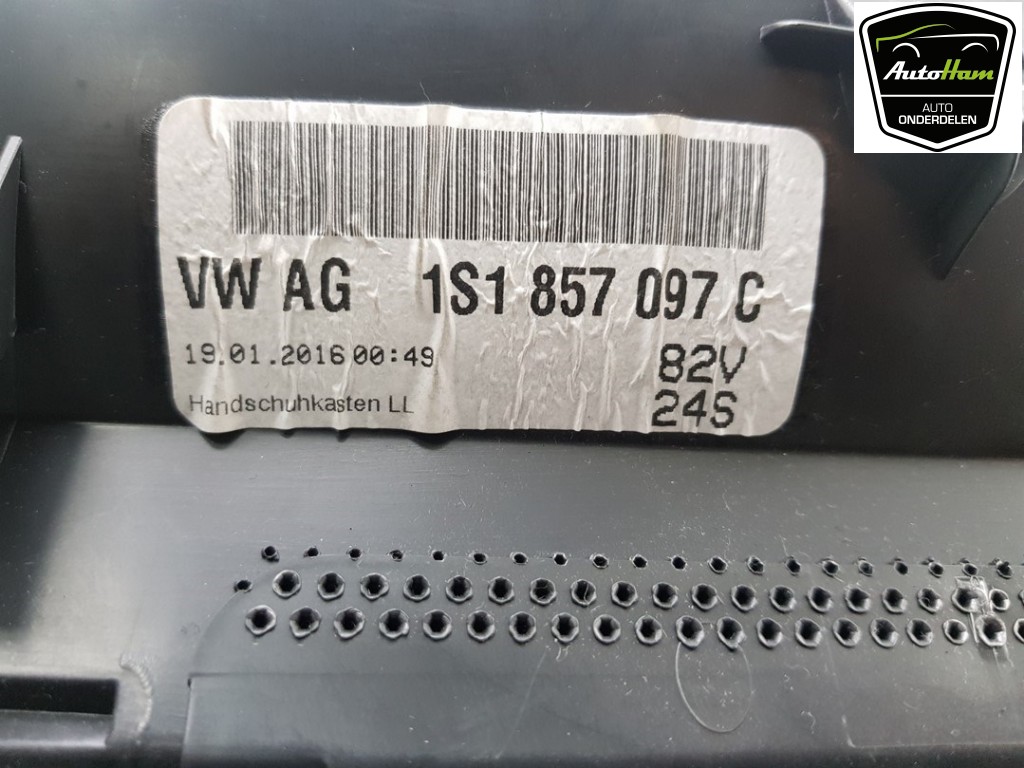 AutoHam
AUTO
ONDERDELEN
VW AG 1S1 857 097 C
19.01.2016 00:49 82V
Handschuhkasten LL 24S